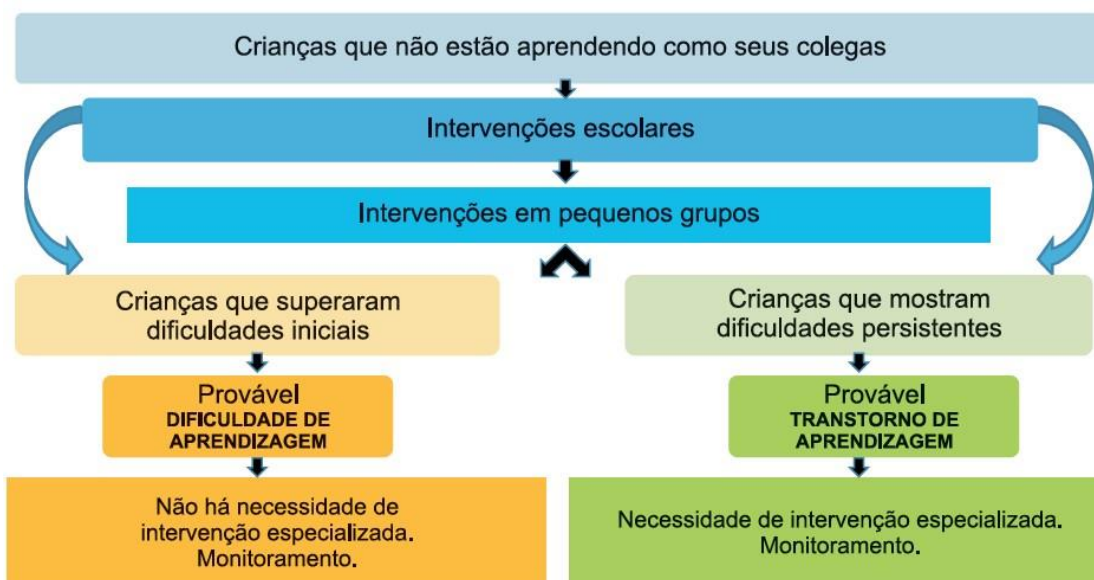 Crianças que não estão aprendendo como seus colegas
Intervenções escolares
Intervenções em pequenos grupos
Crianças que superaram
dificuldades iniciais
Crianças que mostram
dificuldades persistentes
Provável
DIFICULDADE DE
APRENDIZAGEM
Provável
TRANSTORNO DE
APRENDIZAGEM
Não há necessidade de
intervenção especializada.
Monitoramento.
Necessidade de intervenção especializada.
Monitoramento.